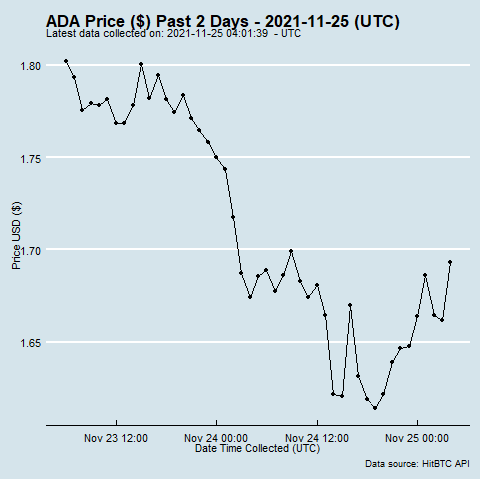 ADA Price ($) Past 2 Days - 2021-11-25 (UTC)
Latest data collected on: 2021-11-25 04:01:39 - UTC
1.80
1.75
1.70
1.65
Price USD ($)
Nov 23 12:00 Nov 24 00:00 Nov 24 12:00 Nov 25 00:00
Date Time Collected (UTC)
Data source: HitBTC API